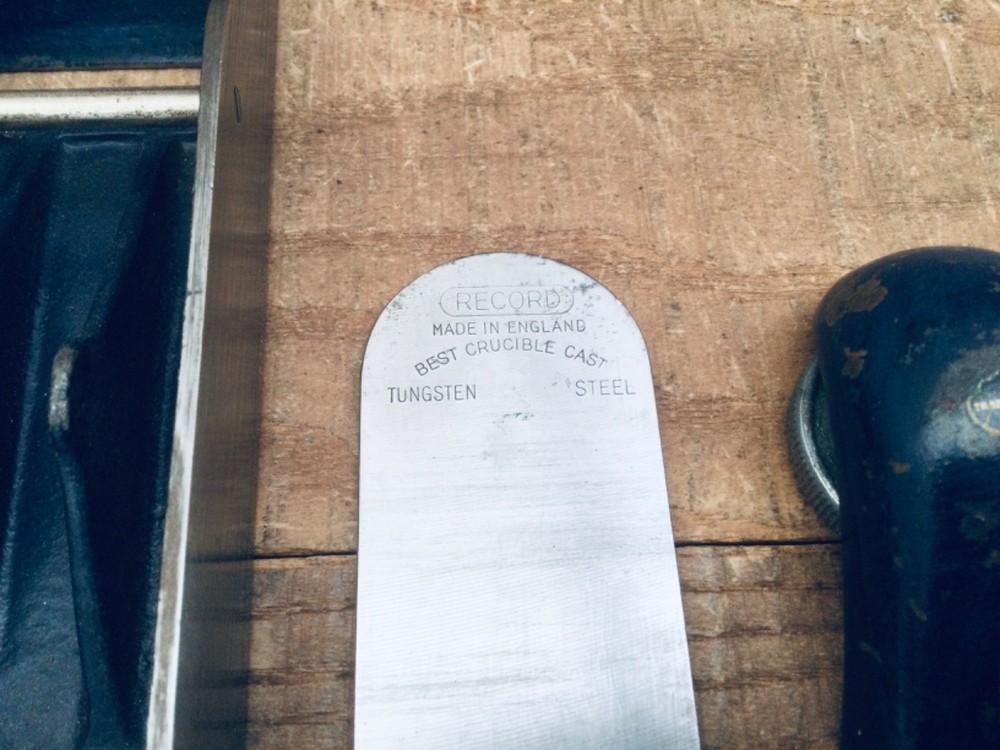 RECORD
MADE IN ENGLAND
BEST CRUCIBLE CAST
TUNGSTEN STEEL